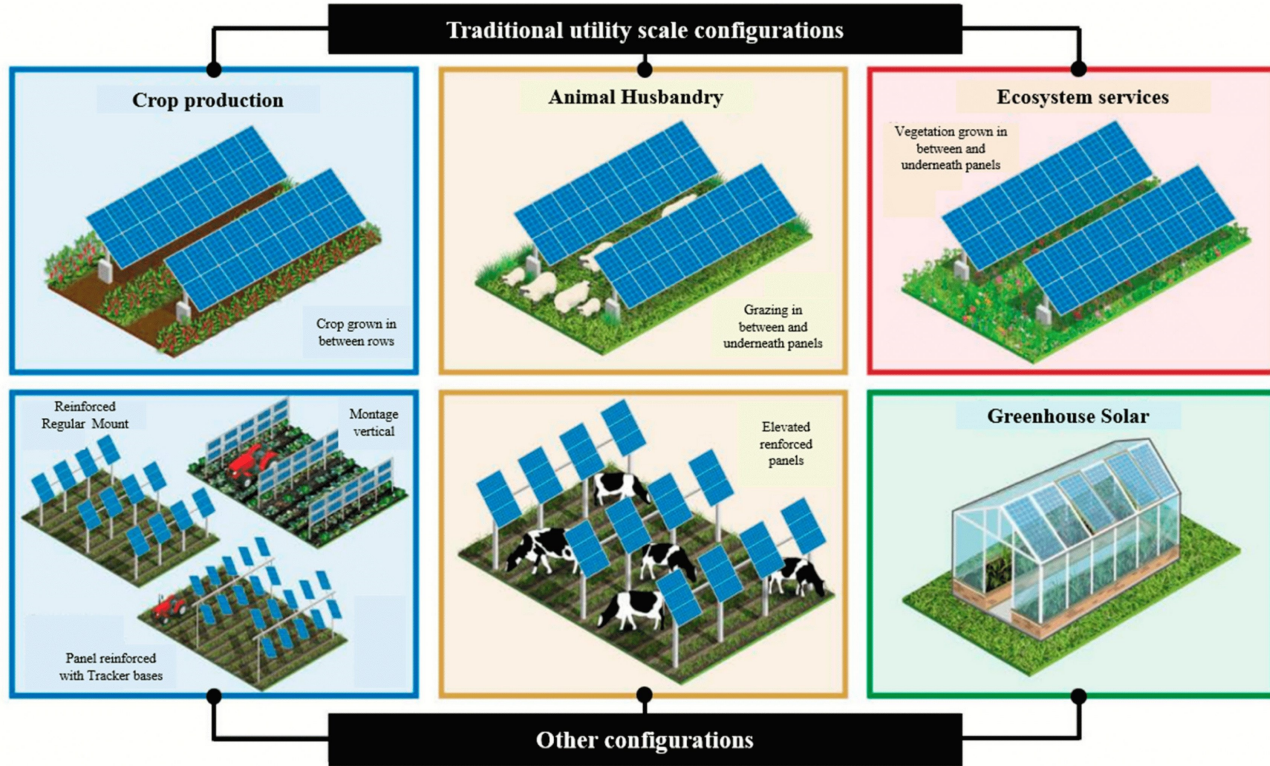 Traditional utility scale configurations
Crop production
Crop grown in
between rows
Animal Husbandry
Grazing in
between and
underneath panels
Ecosystem services
Vegetation grown in
between and
underneath panels
Reinforced
Regular Mount
Montage
vertical
Panel reinforced
with Tracker bases
Elevated
renforced
panels
Greenhouse Solar
Other configurations